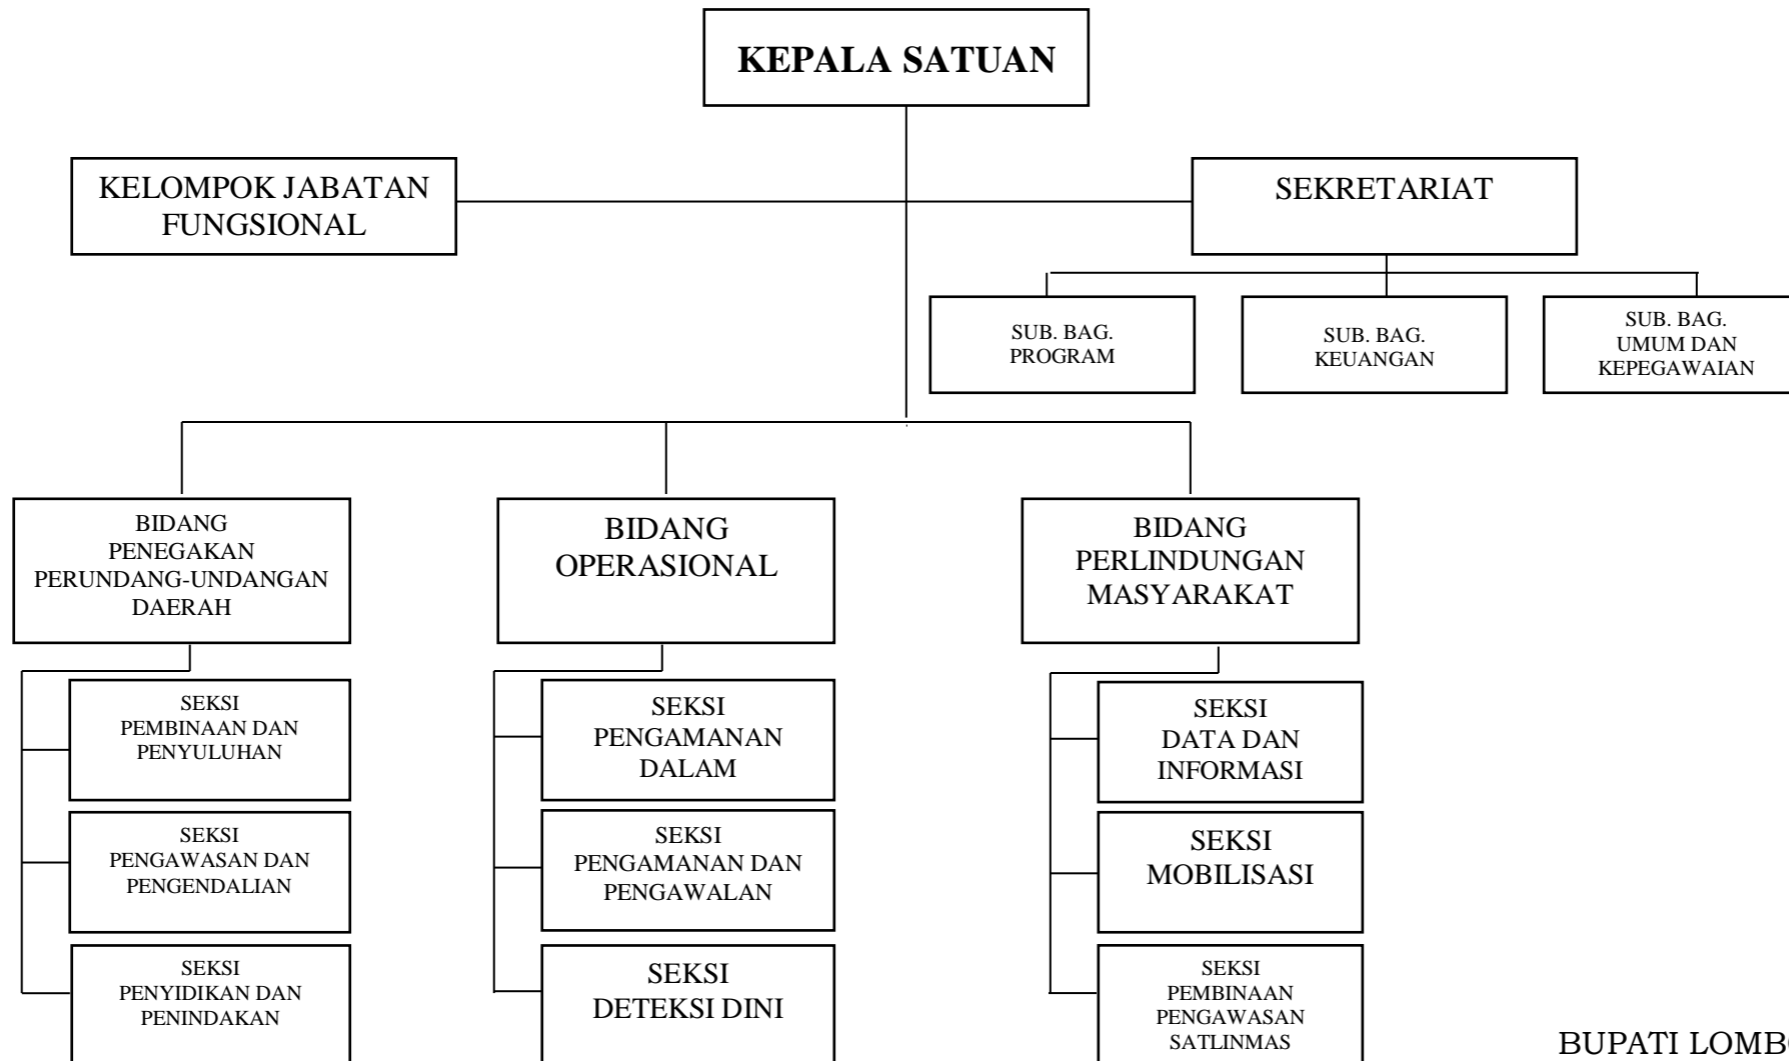 KEPALA SATUAN
KELOMPOK JABATAN
FUNGSIONAL
SEKRETARIAT
SUB. BAG.
PROGRAM
SUB. BAG.
KEUANGAN
SUB. BAG.
UMUM DAN
KEPEGAWAIAN
BIDANG
PENEGAKAN
PERUNDANG-UNDANGAN
DAERAH
BIDANG
OPERASIONAL
BIDANG
PERLINDUNGAN
MASYARAKAT
SEKSI
PEMBINAAN DAN
PENYULUHAN
SEKSI
PENGAWASAN DAN
PENGENDALIAN
SEKSI
PENYIDIKAN DAN
PENINDAKAN
SEKSI
PENGAMANAN
DALAM
SEKSI
PENGAMANAN DAN
PENGAWALAN
SEKSI
DETEKSI DINI
SEKSI
DATA DAN
INFORMASI
SEKSI
MOBILISASI
SEKSI
PEMBINAAN
PENGAWASAN
SATLINMAS
BUPATI